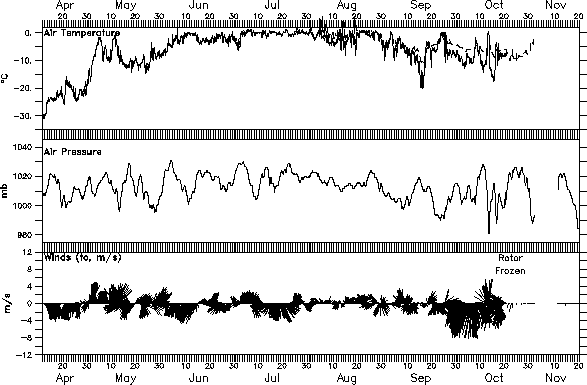 Apr May Jun Jul Aug Sep Oct Nov
20 30 10 20 30 10 20 30 10 20 30 10 20 30 10 20 30 10 20 30 10 20
Air Temperature
0.
-10.
-20.
-30.
°C
Air Pressure
1040
1020
1000
980
mb
Winds (to, m/s)
Rotor
Frozen
12
8
4
0
-4
-8
-12
m/s
20 30 10 20 30 10 20 30 10 20 30 10 20 30 10 20 30 10 20 30 10 20
Apr May Jun Jul Aug Sep Oct Nov